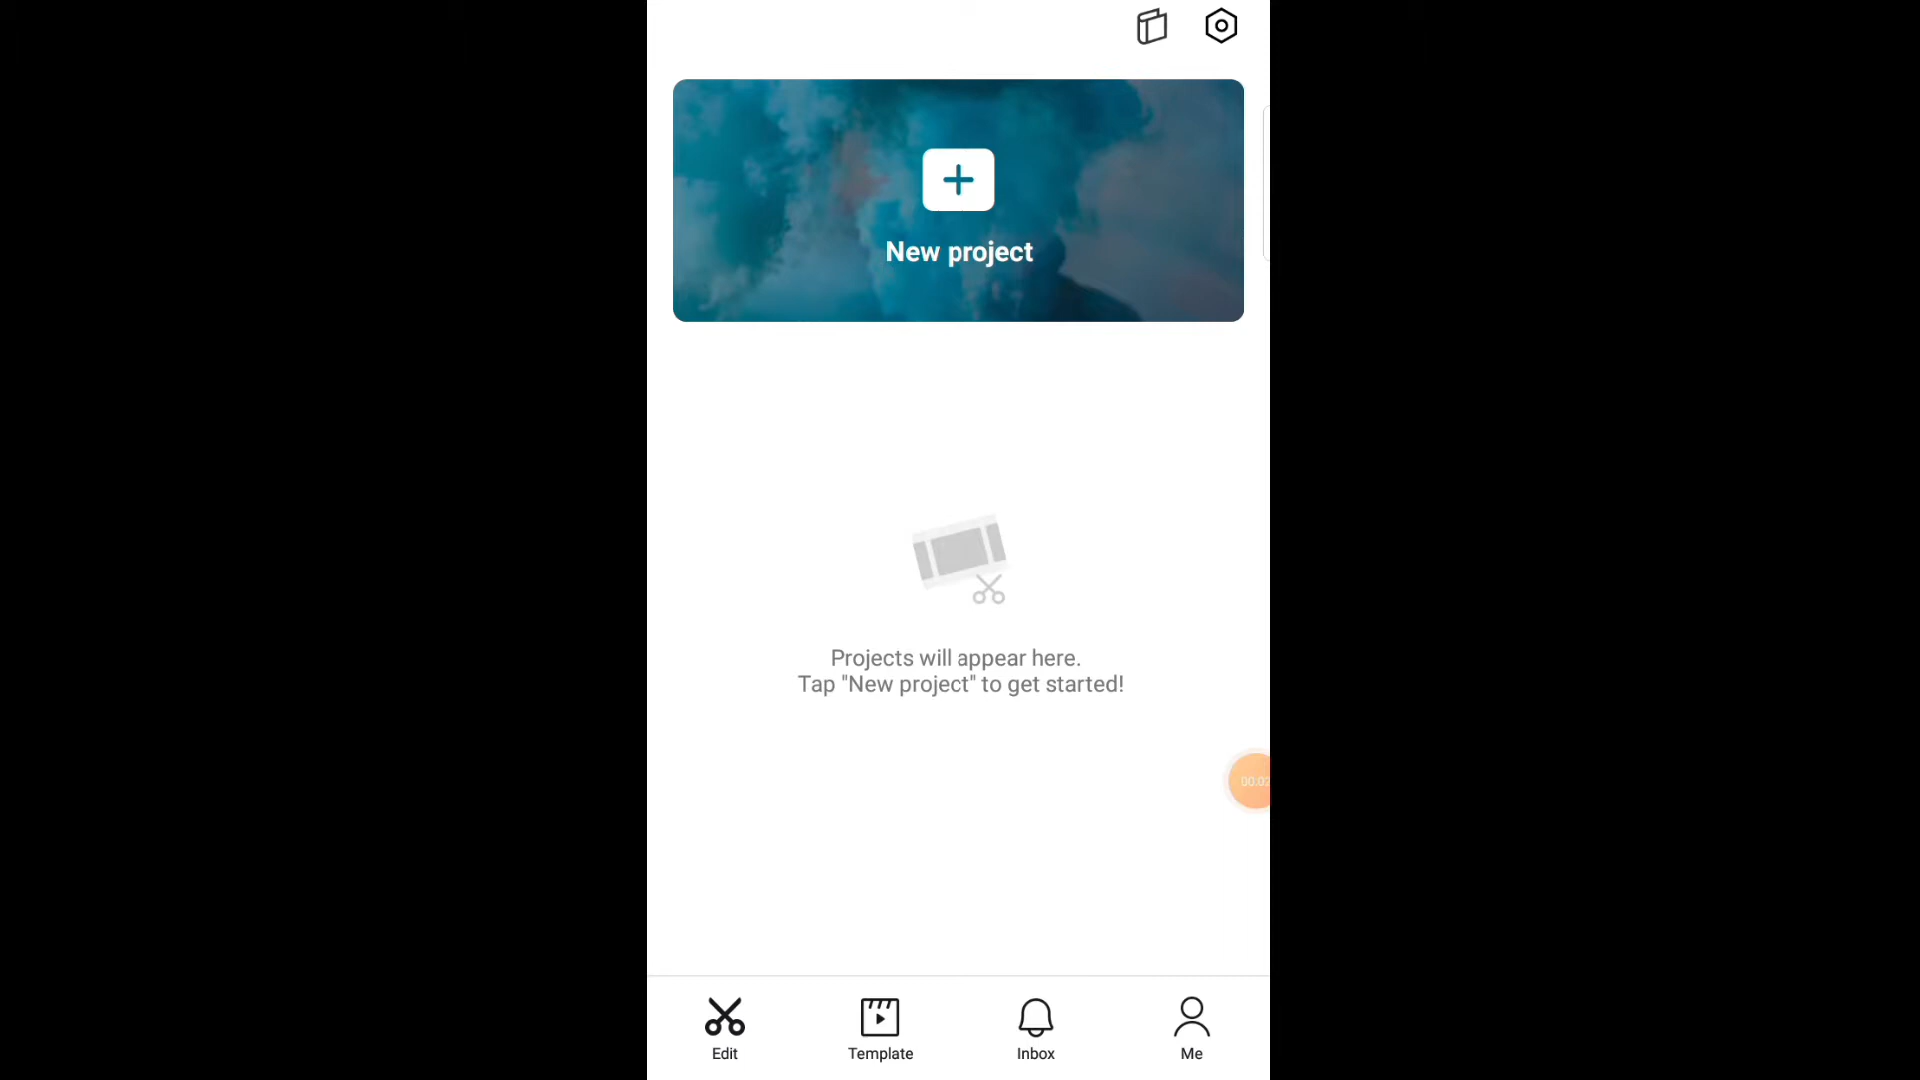 New project
Projects will appear here.
Tap "New project" to get started!
Edit
Template
Inbox
Me